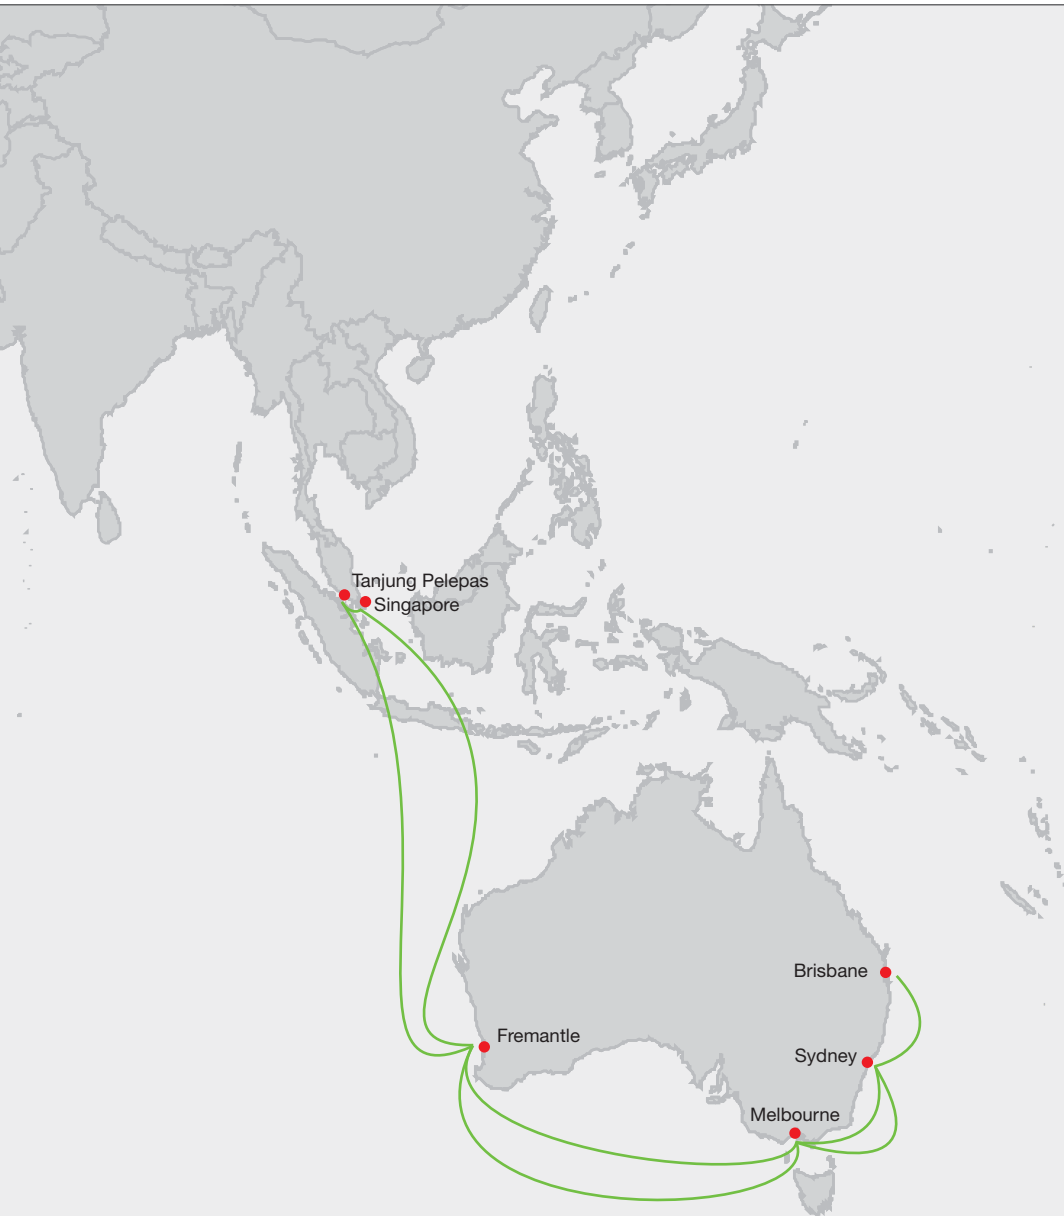 Tanjung Pelepas
Singapore
Brisbane
Fremantle
Sydney
Melbourne